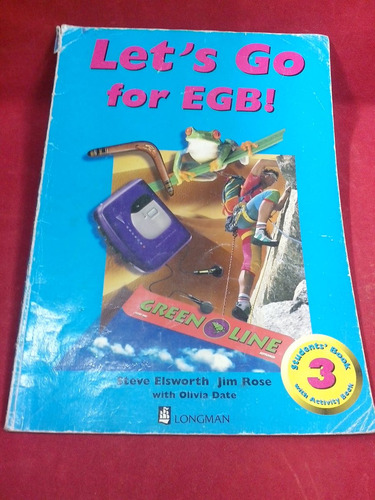 Let's Go
for EGB!
GREEN LINE
Steve Elsworth Jim Rose
with Olivia Date
LONGMAN
Students' Book
3
with Activity Book